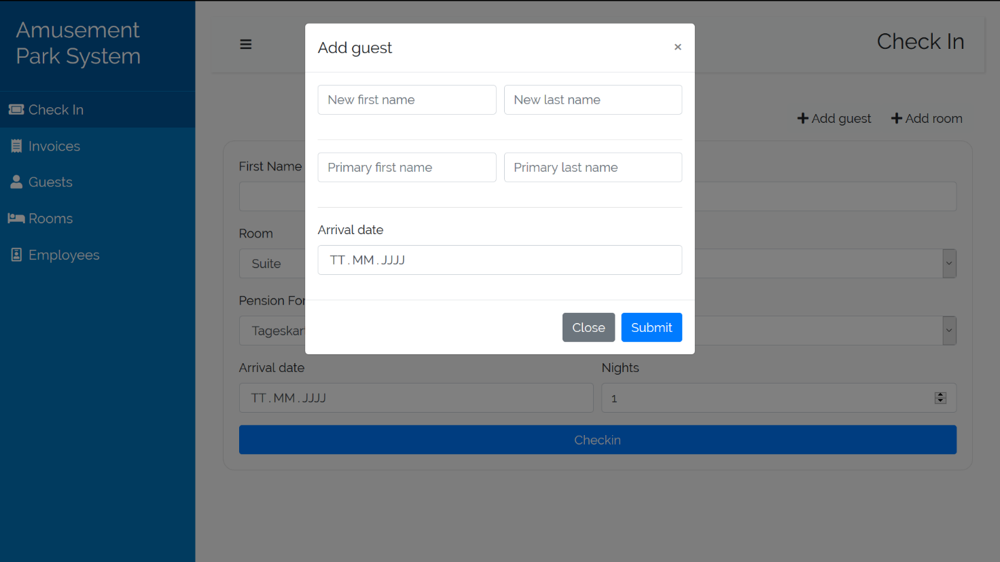 Amusement
Park System
Check In
Invoices
Guests
Rooms
Employees
Check In
Add guest
Add room
First Name
Room
Suite
Pension For
Tageskar
Arrival date
TT.MM.JJJJ
Nights
1
Checkin
Add guest
×
New first name
New last name
Primary first name
Primary last name
Arrival date
TT.MM.JJJJ
Close
Submit